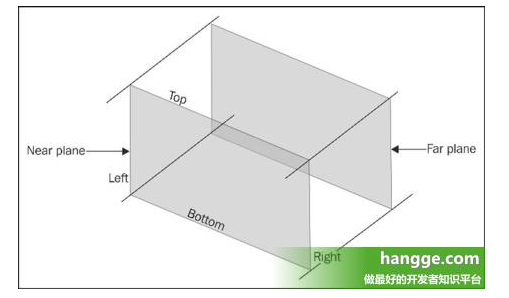 Top
Near plane
Far plane
Left
Bottom
Right
hangge.com
做最好的开发者知识平台